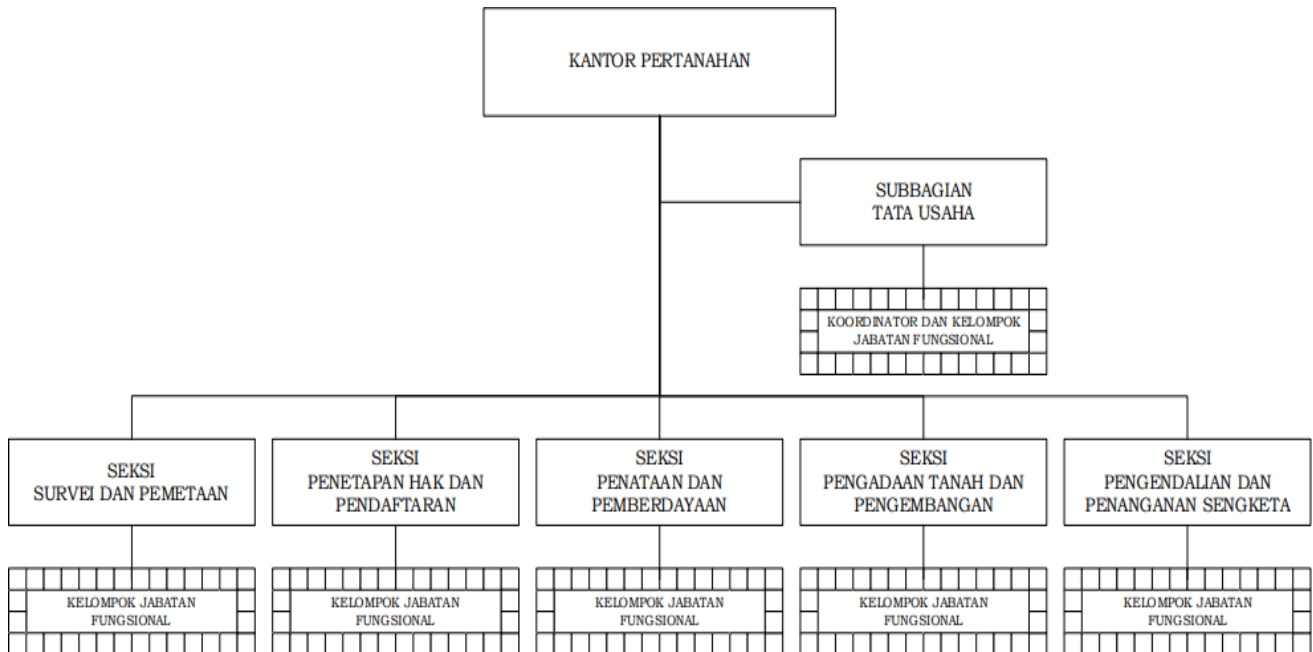 KANTOR PERTANAHAN
SUBBAGIAN
TATA USAHA
KOORDINATOR DAN KELOMPOK
JABATAN FUNGSIONAL
SEKSI
SURVEI DAN PEMETAAN
SEKSI
PENETAPAN HAK DAN
PENDAFTARAN
SEKSI
PENATAAN DAN
PEMBERDAYAAN
SEKSI
PENGADAAN TANAH DAN
PENGEMBANGAN
SEKSI
PENGENDALIAN DAN
PENANGANAN SENGKETA
KELOMPOK JABATAN
FUNGSIONAL
KELOMPOK JABATAN
FUNGSIONAL
KELOMPOK JABATAN
FUNGSIONAL
KELOMPOK JABATAN
FUNGSIONAL
KELOMPOK JABATAN
FUNGSIONAL